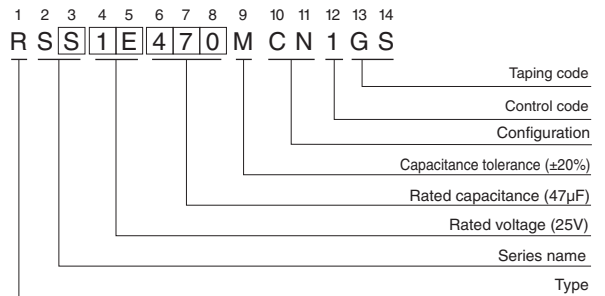 1 2 3 4 5 6 7 8 9 10 11 12 13 14
R S S 1 E 4 7 0 M C N 1 G S
Taping code
Control code
Configuration
Capacitance tolerance (±20%)
Rated capacitance (47µF)
Rated voltage (25V)
Series name
Type